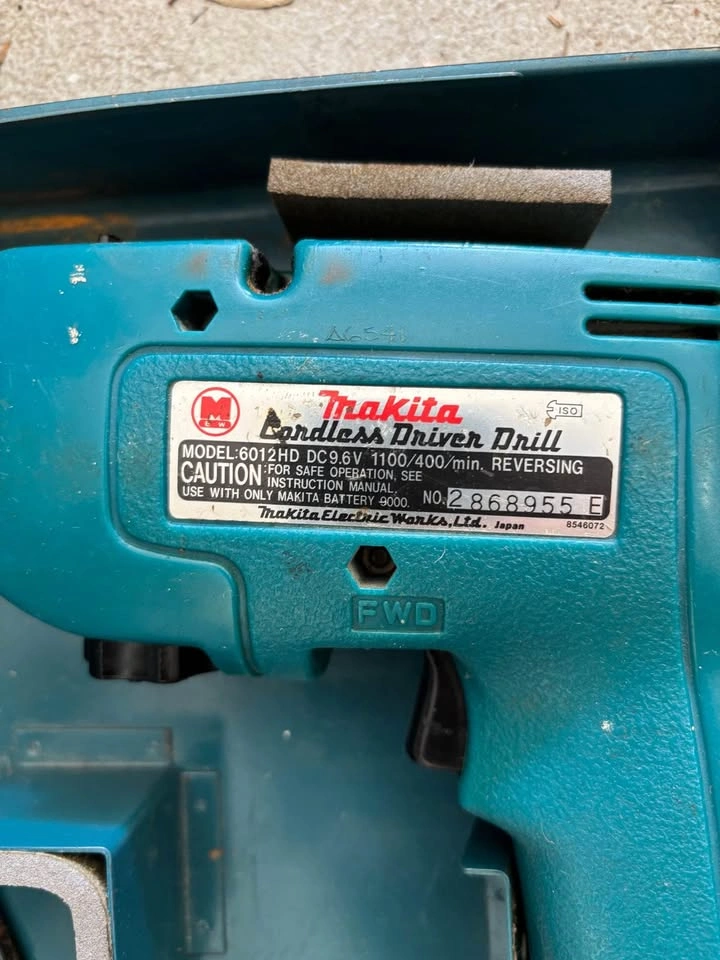 M
E W
Makita
ISO
Cordless Driver Drill
MODEL:6012HD DC9.6V 1100/400/min. REVERSING
CAUTION:FOR SAFE OPERATION, SEE
INSTRUCTION MANUAL.
USE WITH ONLY MAKITA BATTERY 9000. NO. 2868955 E
Makita Electric Works, Ltd. Japan 8546072
FWD